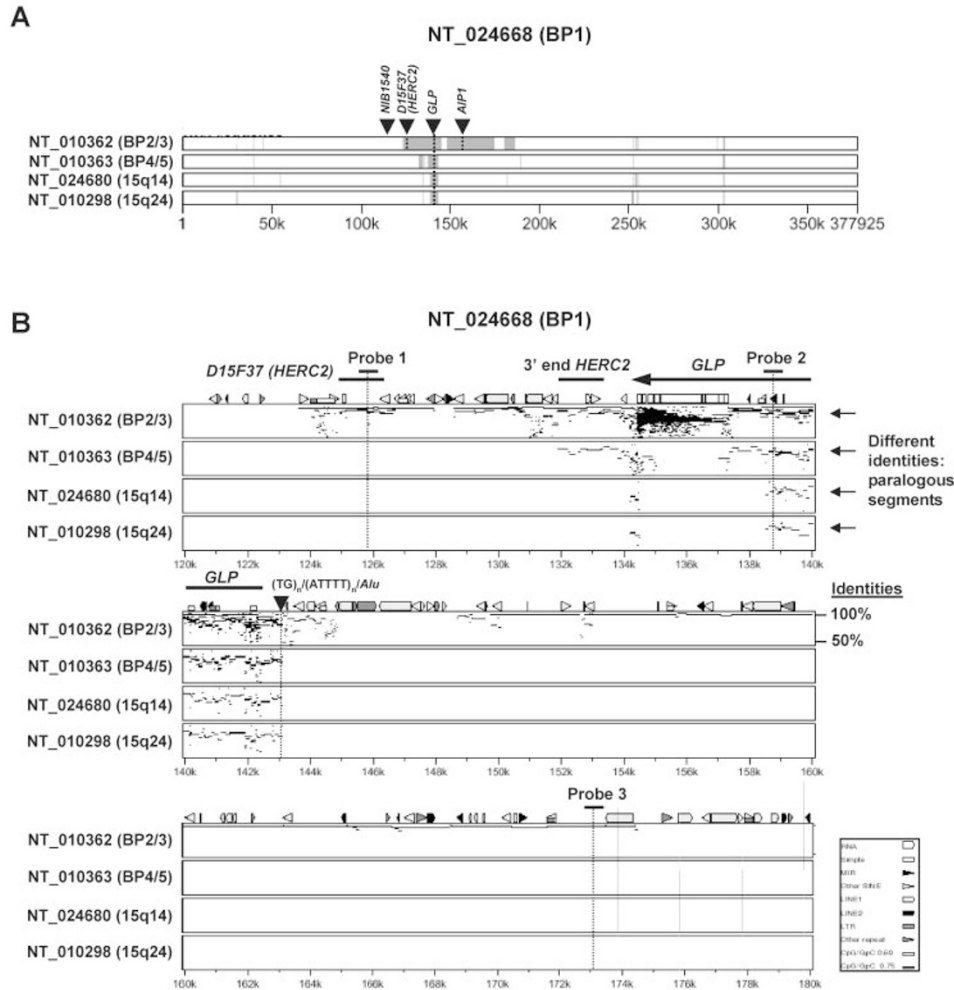 A
NT_024668 (BP1)
NIB1540
D15F37
(HERC2)
GLP
AIP1
NT_010362 (BP2/3)
NT_010363 (BP4/5)
NT_024680 (15q14)
NT_010298 (15q24)
1 50k 100k 150k 200k 250k 300k 350k 377925
B
NT_024668 (BP1)
D15F37 (HERC2) Probe 1 3' end HERC2 GLP Probe 2
NT_010362 (BP2/3)
NT_010363 (BP4/5)
NT_024680 (15q14)
NT_010298 (15q24)
Different
identities:
paralogous
segments
120k 122k 124k 126k 128k 130k 132k 134k 136k 138k 140k
GLP (TG)n/(ATTTT)n/Alu
Identities
100%
50%
NT_010362 (BP2/3)
NT_010363 (BP4/5)
NT_024680 (15q14)
NT_010298 (15q24)
140k 142k 144k 146k 148k 150k 152k 154k 156k 158k 160k
Probe 3
NT_010362 (BP2/3)
NT_010363 (BP4/5)
NT_024680 (15q14)
NT_010298 (15q24)
160k 162k 164k 166k 168k 170k 172k 174k 176k 178k 180k
RNA
Simple
MIR
Other SINE
LINE1
LINE2
LTR
Other repeat
CpG/GpC 0.60
CpG/GpC 0.75